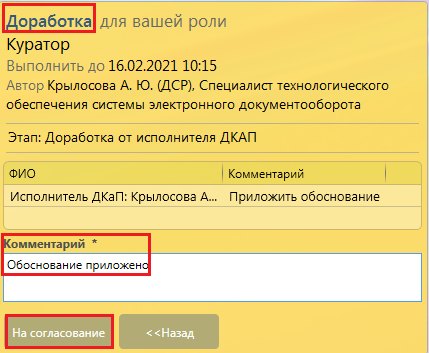 Доработка для вашей роли
Куратор
Выполнить до 16.02.2021 10:15
Автор Крылосова А. Ю. (ДСР), Специалист технологического
обеспечения системы электронного документооборота
Этап: Доработка от исполнителя ДКАП
ФИО Комментарий
Исполнитель ДКаП: Крылосова А... Приложить обоснование
Комментарий *
Обоснование приложено
На согласование <<Назад